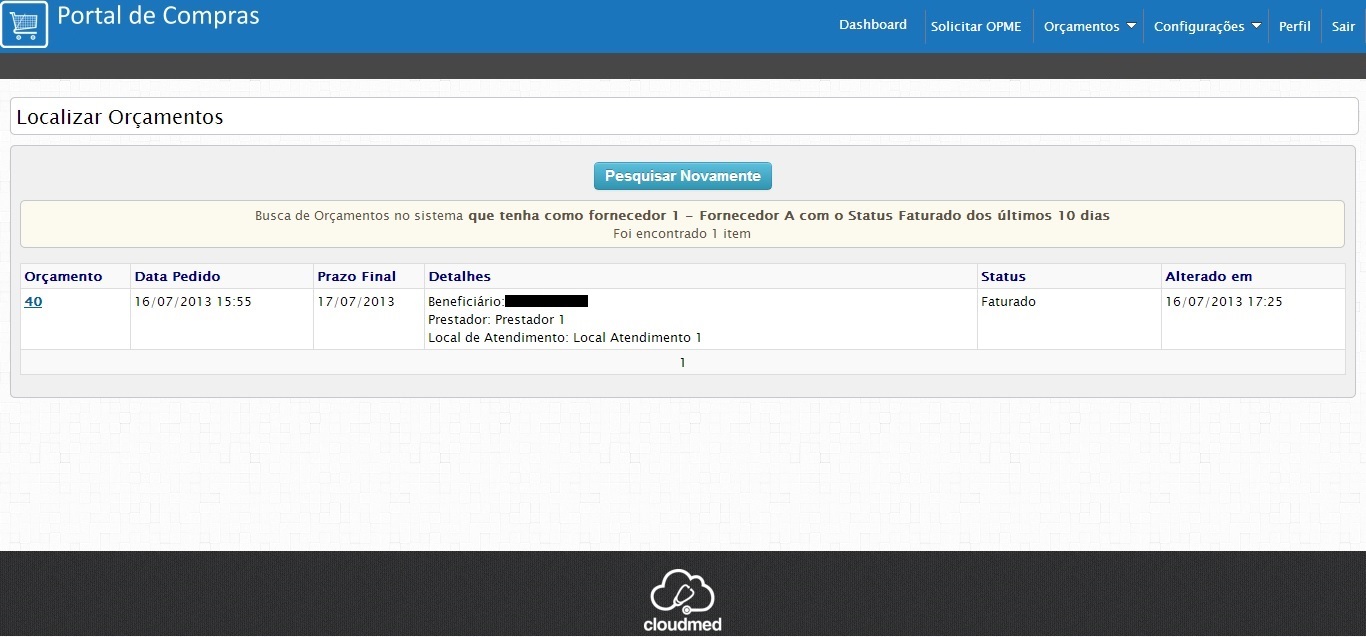 Portal de Compras
Dashboard Solicitar OPME Orçamentos Configurações Perfil Sair
Localizar Orçamentos
Pesquisar Novamente
Busca de Orçamentos no sistema que tenha como fornecedor 1 - Fornecedor A com o Status Faturado dos últimos 10 dias
Foi encontrado 1 item
Orçamento Data Pedido Prazo Final Detalhes Status Alterado em
40 16/07/2013 15:55 17/07/2013 Beneficiário: Faturado 16/07/2013 17:25
Prestador: Prestador 1
Local de Atendimento: Local Atendimento 1
1
cloudmed